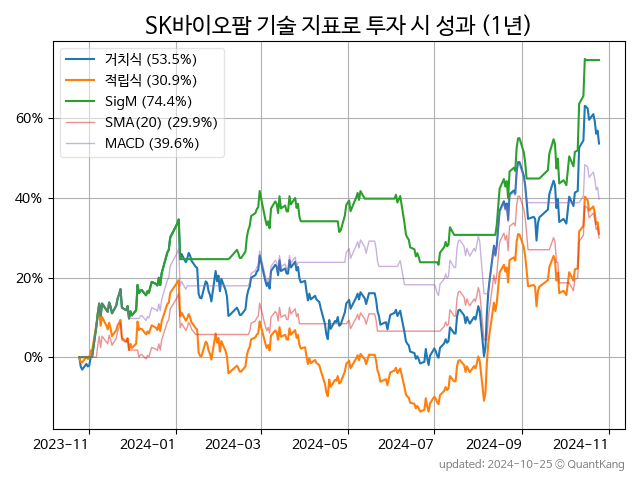 SK바이오팜 기술 지표로 투자 시 성과 (1년)
거치식 (53.5%)
적립식 (30.9%)
SigM (74.4%)
SMA(20) (29.9%)
MACD (39.6%)
60%
40%
20%
0%
2023-11 2024-01 2024-03 2024-05 2024-07 2024-09 2024-11
updated: 2024-10-25 © QuantKang